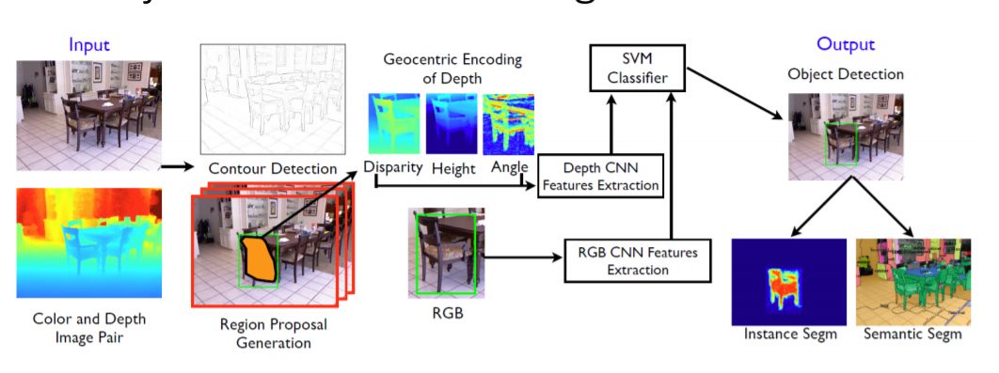 Input
Color and Depth
Image Pair
Contour Detection
Region Proposal
Generation
Geocentric Encoding
of Depth
Disparity
Height
Angle
RGB
Depth CNN
Features Extraction
RGB CNN Features
Extraction
SVM
Classifier
Output
Object Detection
Instance Segm
Semantic Segm